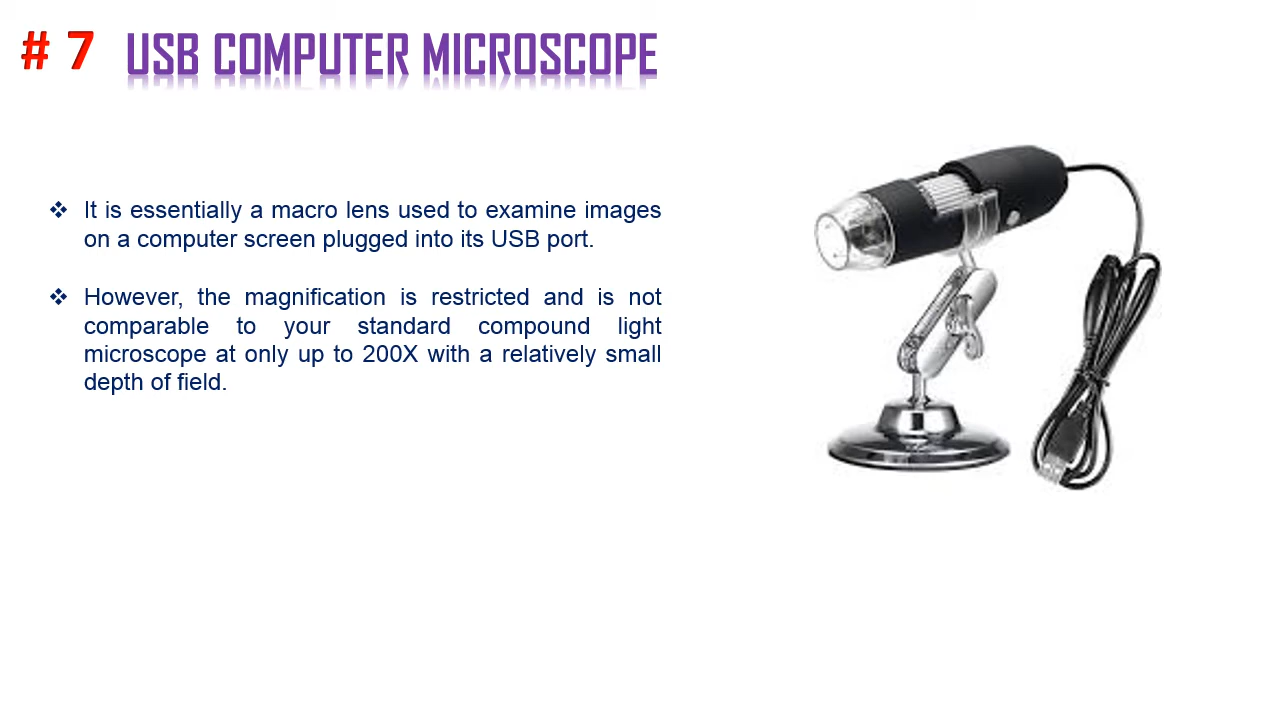 # 7 USB COMPUTER MICROSCOPE
❖ It is essentially a macro lens used to examine images
on a computer screen plugged into its USB port.
❖ However, the magnification is restricted and is not
comparable to your standard compound light
microscope at only up to 200X with a relatively small
depth of field.